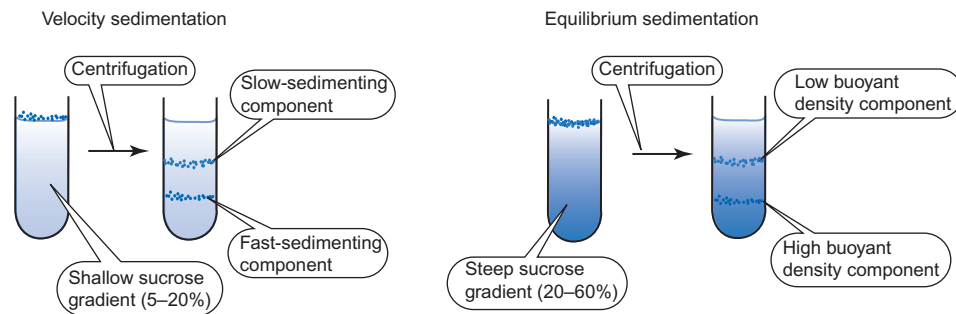 Velocity sedimentation
Centrifugation
Slow-sedimenting
component
Fast-sedimenting
component
Shallow sucrose
gradient (5–20%)
Equilibrium sedimentation
Centrifugation
Low buoyant
density component
High buoyant
density component
Steep sucrose
gradient (20–60%)